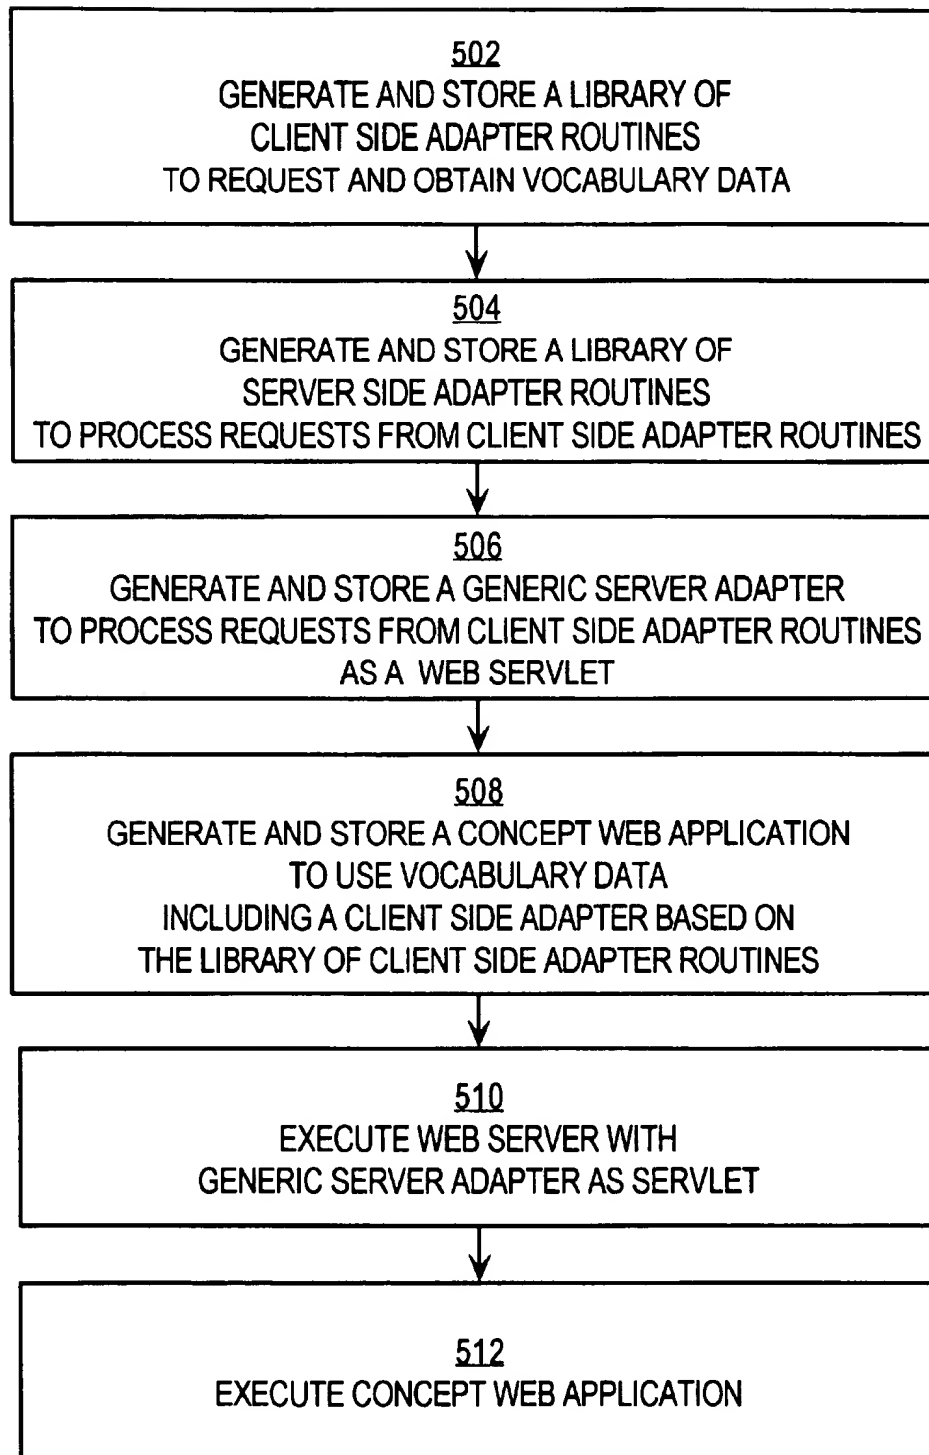 502
GENERATE AND STORE A LIBRARY OF
CLIENT SIDE ADAPTER ROUTINES
TO REQUEST AND OBTAIN VOCABULARY DATA
504
GENERATE AND STORE A LIBRARY OF
SERVER SIDE ADAPTER ROUTINES
TO PROCESS REQUESTS FROM CLIENT SIDE ADAPTER ROUTINES
506
GENERATE AND STORE A GENERIC SERVER ADAPTER
TO PROCESS REQUESTS FROM CLIENT SIDE ADAPTER ROUTINES
AS A WEB SERVLET
508
GENERATE AND STORE A CONCEPT WEB APPLICATION
TO USE VOCABULARY DATA
INCLUDING A CLIENT SIDE ADAPTER BASED ON
THE LIBRARY OF CLIENT SIDE ADAPTER ROUTINES
510
EXECUTE WEB SERVER WITH
GENERIC SERVER ADAPTER AS SERVLET
512
EXECUTE CONCEPT WEB APPLICATION